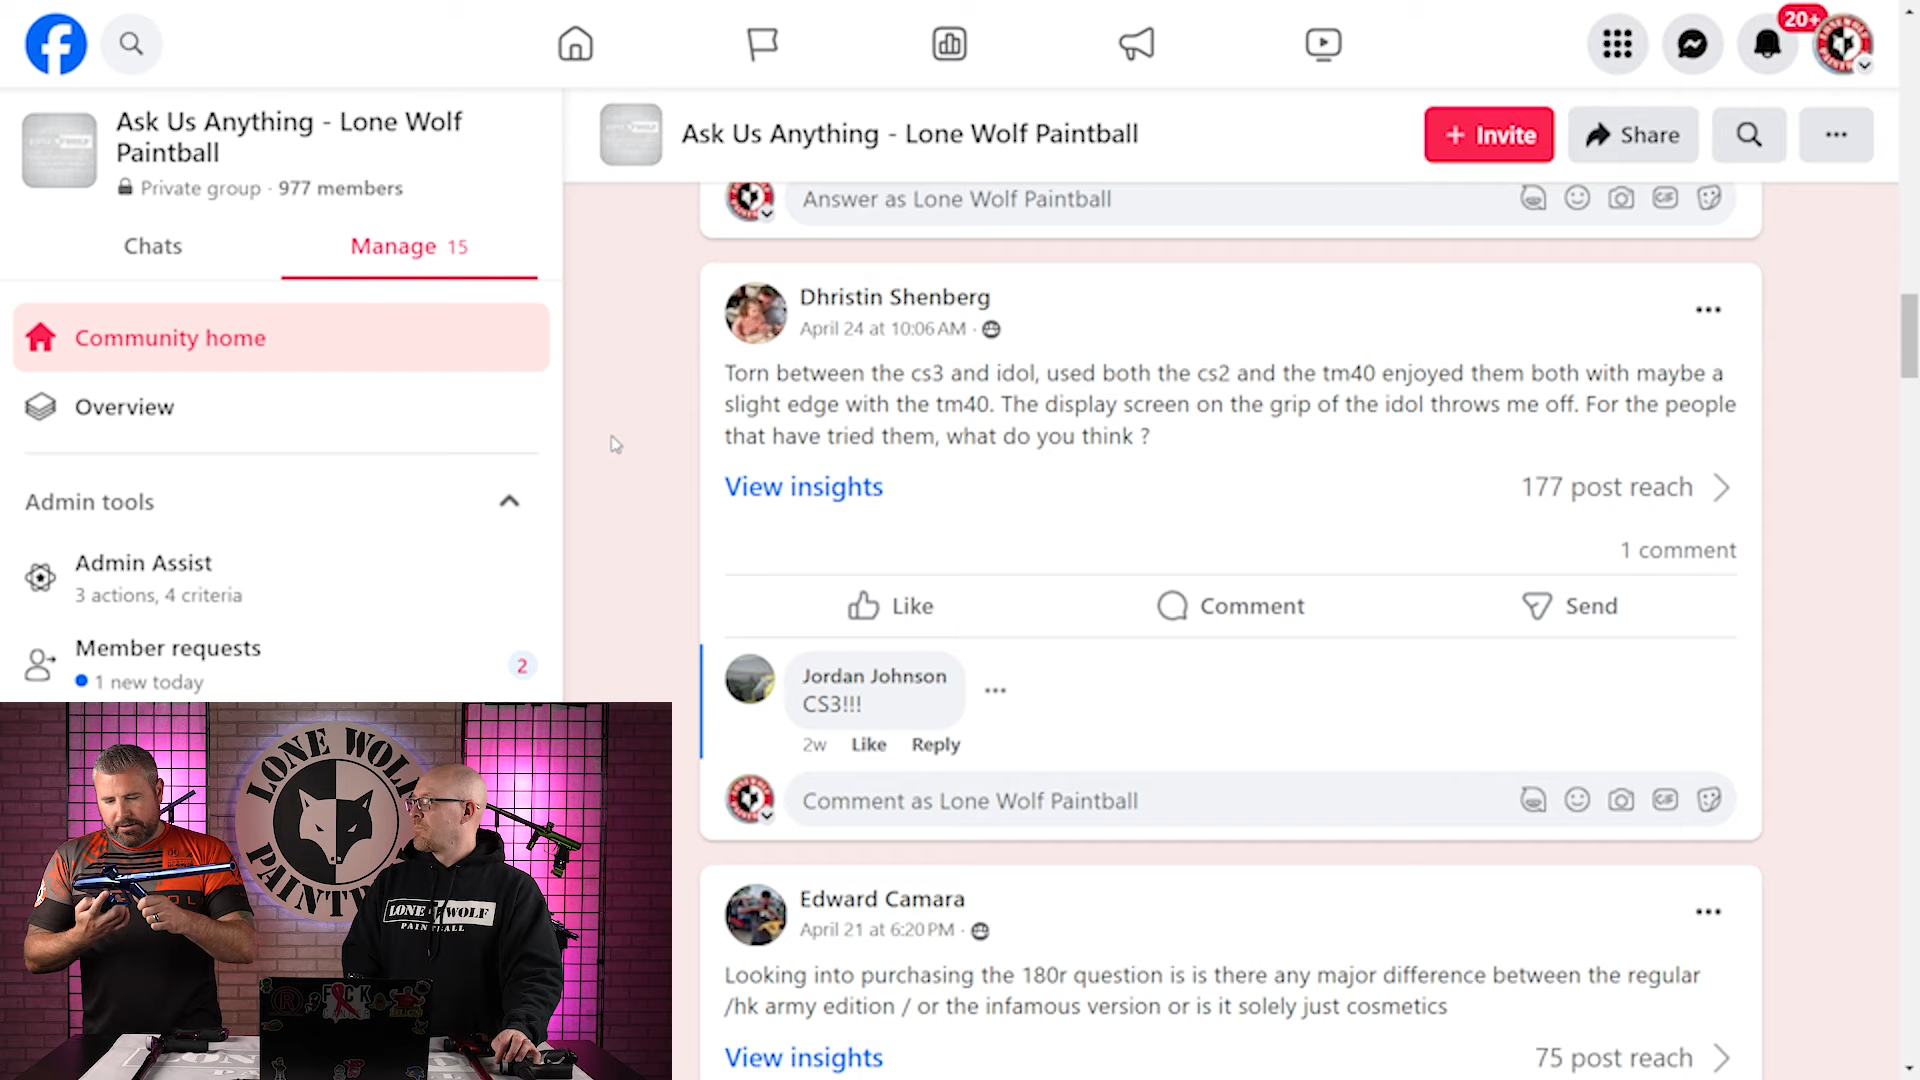 20+
Ask Us Anything - Lone Wolf
Paintball
Private group · 977 members
Chats
Manage 15
Community home
Overview
Admin tools
Admin Assist
3 actions, 4 criteria
Member requests
1 new today
2
Ask Us Anything - Lone Wolf Paintball
+ Invite
Share
Answer as Lone Wolf Paintball
GIF
Dhristin Shenberg
April 24 at 10:06 AM ·
Torn between the cs3 and idol, used both the cs2 and the tm40 enjoyed them both with maybe a
slight edge with the tm40. The display screen on the grip of the idol throws me off. For the people
that have tried them, what do you think ?
View insights
177 post reach
1 comment
Like
Comment
Send
Jordan Johnson
CS3!!!
2w Like Reply
Comment as Lone Wolf Paintball
GIF
Edward Camara
April 21 at 6:20 PM ·
Looking into purchasing the 180r question is is there any major difference between the regular
/hk army edition / or the infamous version or is it solely just cosmetics
View insights
75 post reach
LONE WOLF
PAINTB
LONE WOLF
PAINTBALL